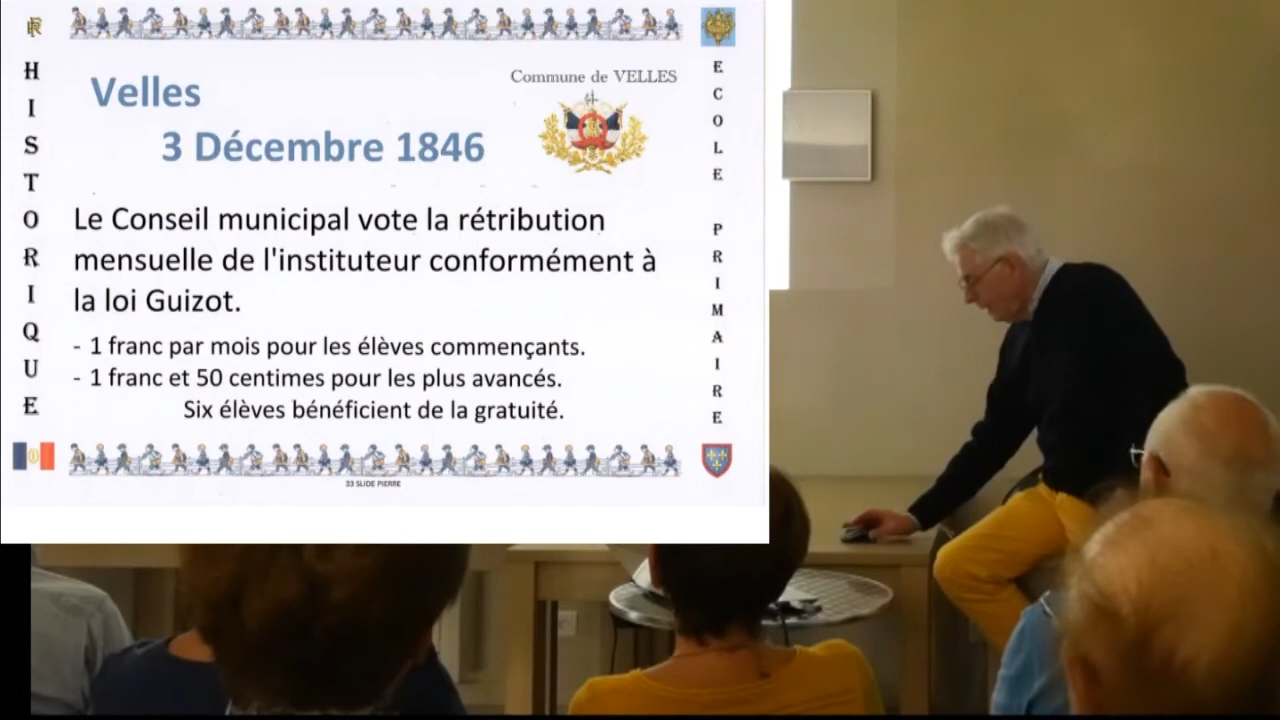 HISTORIQUE
Commune de VELLES
Velles
3 Décembre 1846
Le Conseil municipal vote la rétribution
mensuelle de l'instituteur conformément à
la loi Guizot.
- 1 franc par mois pour les élèves commençants.
- 1 franc et 50 centimes pour les plus avancés.
Six élèves bénéficient de la gratuité.
33 SLIDE PIERRE
ECOLE PRIMAIRE